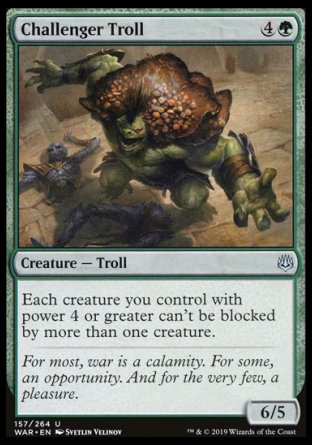 Challenger Troll 4
Creature — Troll
Each creature you control with
power 4 or greater can't be blocked
by more than one creature.
For most, war is a calamity. For some,
an opportunity. And for the very few, a
pleasure.
6/5
157/264 U
WAR • EN Svetlin Velinov
™ & © 2019 Wizards of the Coast